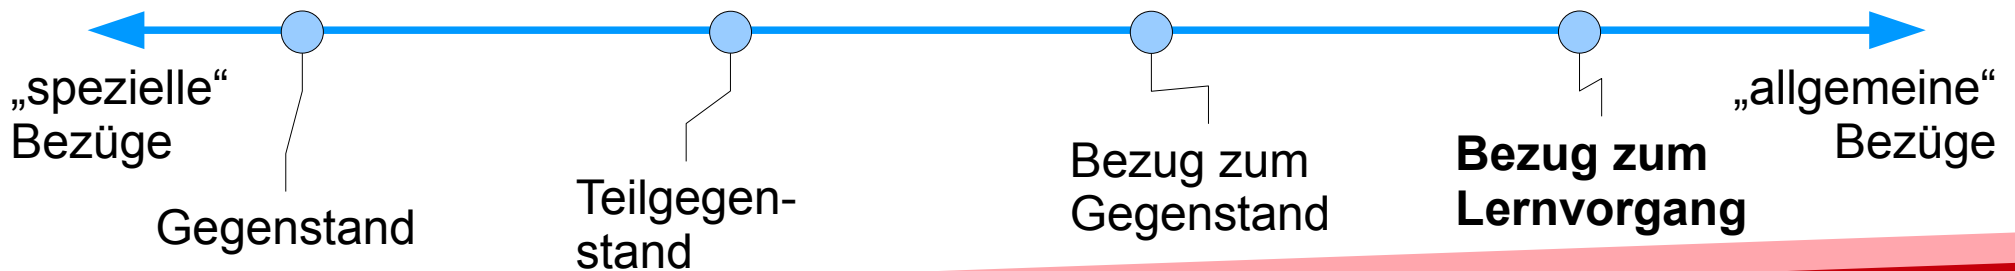 „spezielle“
Bezüge
Gegenstand
Teilgegen-
stand
Bezug zum
Gegenstand
Bezug zum
Lernvorgang
„allgemeine“
Bezüge